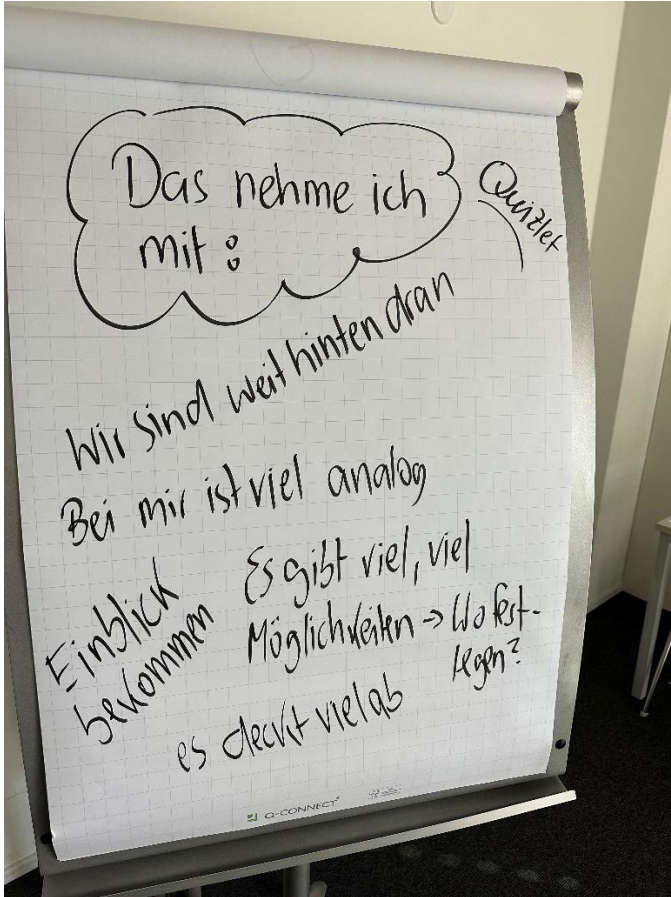 Das nehme ich
mit:
Quizlet
Wir sind weit hinten dran
Bei mir ist viel analog
Einblick
bekommen
Es gibt viel, viel
Möglichkeiten → Wo fest-
legen?
es deckt viel ab
Q-CONNECT®